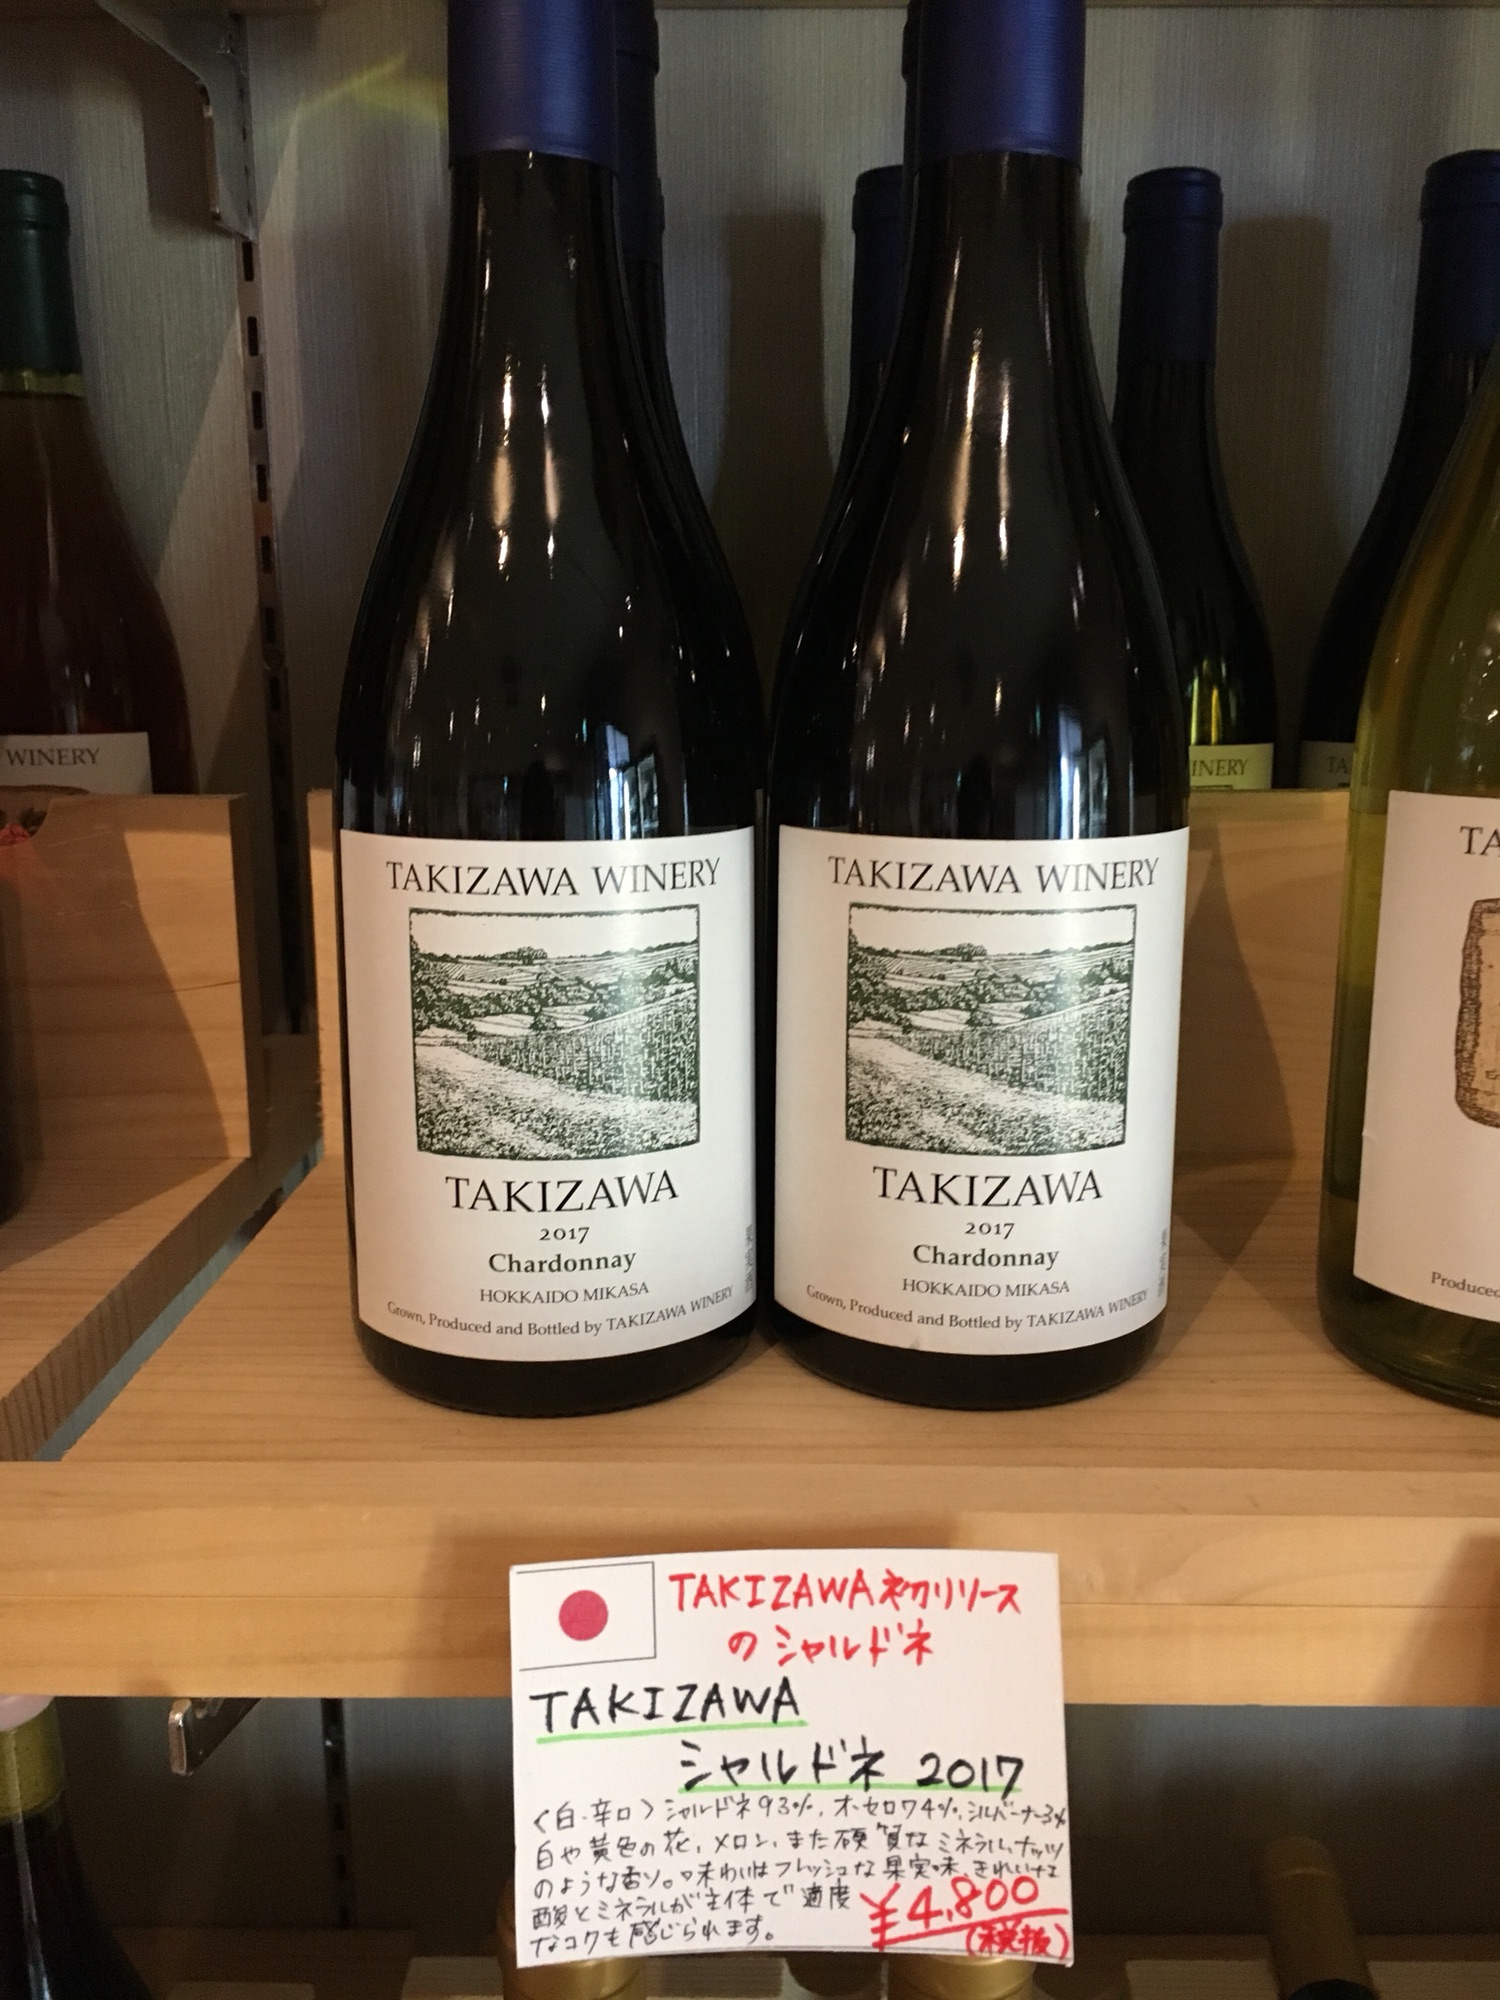 WINERY
INERY
TA
TA
TAKIZAWA WINERY
TAKIZAWA
2017
Chardonnay
HOKKAIDO MIKASA
Grown, Produced and Bottled by TAKIZAWA WINERY
TAKIZAWA WINERY
TAKIZAWA
2017
Chardonnay
HOKKAIDO MIKASA
Grown, Produced and Bottled by TAKIZAWA WINERY
Produced
TAKIZAWA初リリース
のシャルドネ
TAKIZAWA
シャルドネ 2017
<白・辛口>シャルドネ93%、オーセロワ4%、シルバーナー3%
白や黄色の花、メロン、また硬質なミネラル、ナッツ
のような香り。味わいはフレッシュな果実味、きれいな
酸とミネラルが主体で適度
なコクも感じられます。
¥4,800
(税抜)